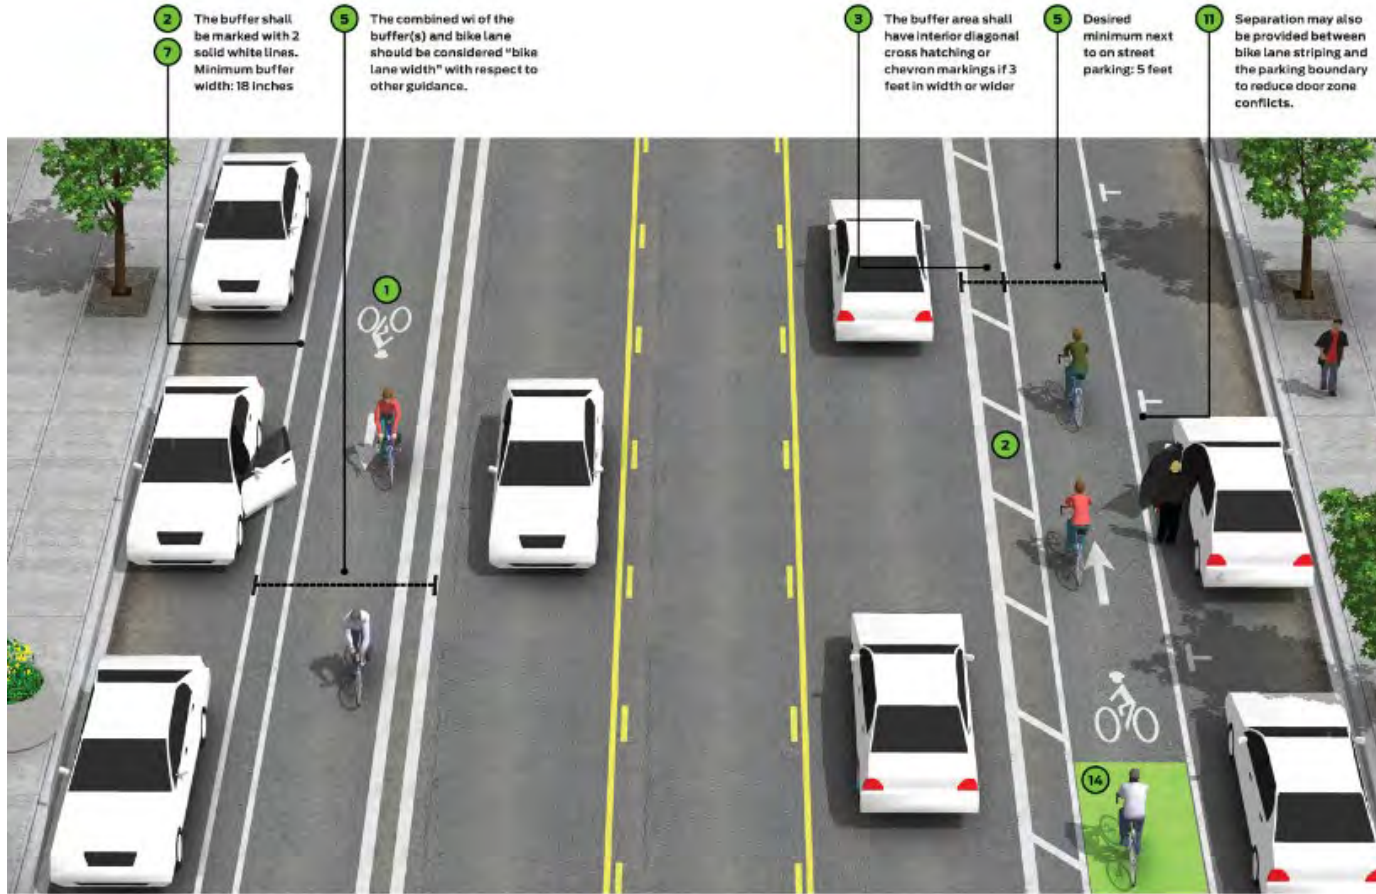 2
7
The buffer shall
be marked with 2
solid white lines.
Minimum buffer
width: 18 inches
5
The combined wi of the
buffer(s) and bike lane
should be considered "bike
lane width" with respect to
other guidance.
3
The buffer area shall
have interior diagonal
cross hatching or
chevron markings if 3
feet in width or wider
5
Desired
minimum next
to on street
parking: 5 feet
11
Separation may also
be provided between
bike lane striping and
the parking boundary
to reduce door zone
conflicts.
1
2
14